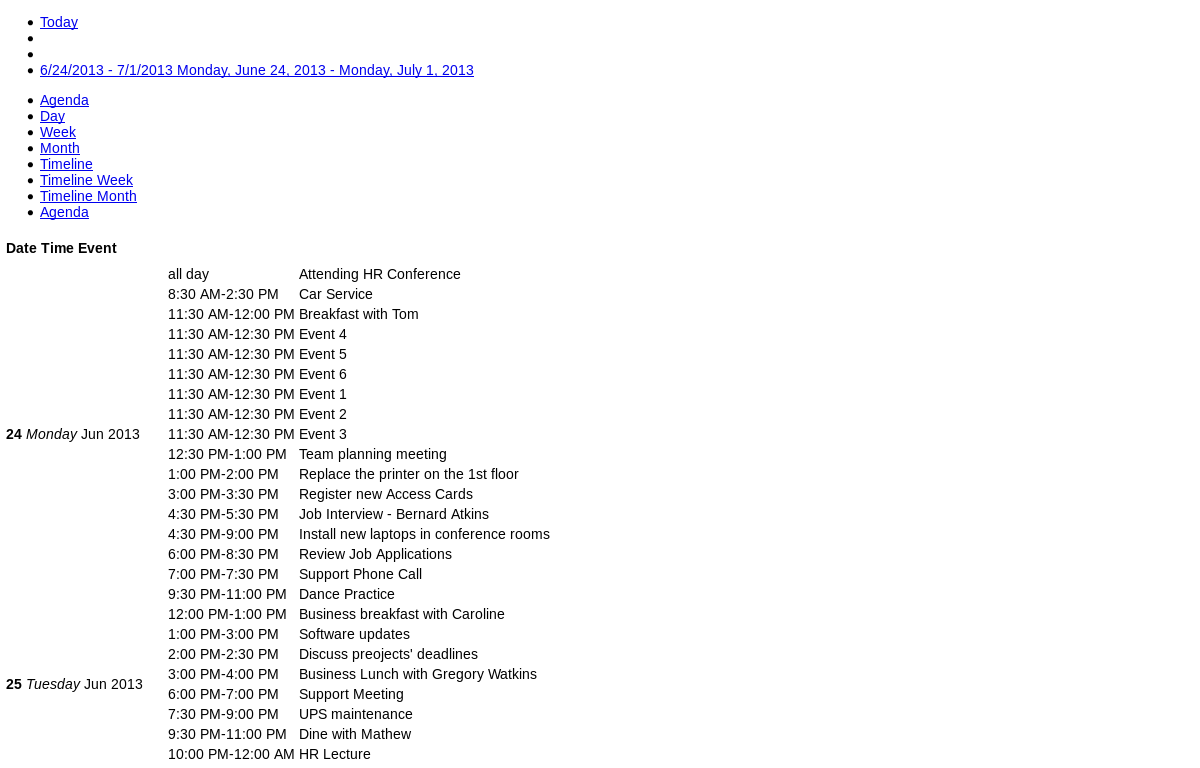 Today
6/24/2013 - 7/1/2013 Monday, June 24, 2013 - Monday, July 1, 2013
Agenda
Day
Week
Month
Timeline
Timeline Week
Timeline Month
Agenda
Date Time Event
all day Attending HR Conference
8:30 AM-2:30 PM Car Service
11:30 AM-12:00 PM Breakfast with Tom
11:30 AM-12:30 PM Event 4
11:30 AM-12:30 PM Event 5
11:30 AM-12:30 PM Event 6
11:30 AM-12:30 PM Event 1
11:30 AM-12:30 PM Event 2
24 Monday Jun 2013 11:30 AM-12:30 PM Event 3
12:30 PM-1:00 PM Team planning meeting
1:00 PM-2:00 PM Replace the printer on the 1st floor
3:00 PM-3:30 PM Register new Access Cards
4:30 PM-5:30 PM Job Interview - Bernard Atkins
4:30 PM-9:00 PM Install new laptops in conference rooms
6:00 PM-8:30 PM Review Job Applications
7:00 PM-7:30 PM Support Phone Call
9:30 PM-11:00 PM Dance Practice
12:00 PM-1:00 PM Business breakfast with Caroline
1:00 PM-3:00 PM Software updates
2:00 PM-2:30 PM Discuss preojects' deadlines
3:00 PM-4:00 PM Business Lunch with Gregory Watkins
25 Tuesday Jun 2013
6:00 PM-7:00 PM Support Meeting
7:30 PM-9:00 PM UPS maintenance
9:30 PM-11:00 PM Dine with Mathew
10:00 PM-12:00 AM HR Lecture